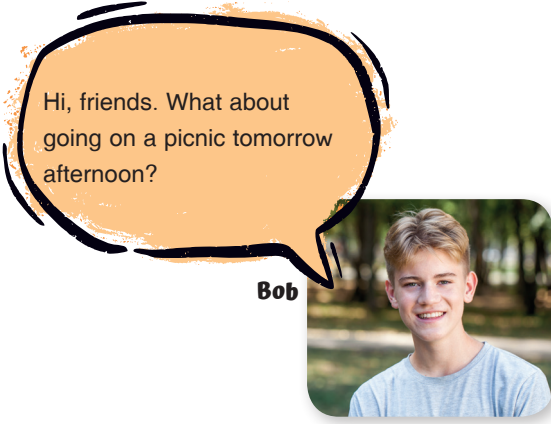 Hi, friends. What about
going on a picnic tomorrow
afternoon?
Bob